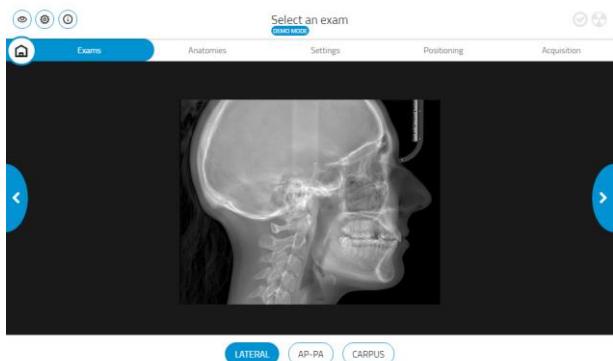 Select an exam
DEMO MODE
Exams Anatomies Settings Positioning Acquisition
LATERAL AP-PA CARPUS